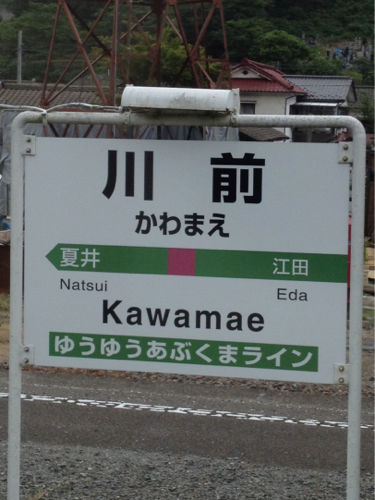 川前
かわまえ
夏井 江田
Natsui Eda
Kawamae
ゆうゆうあぶくまライン